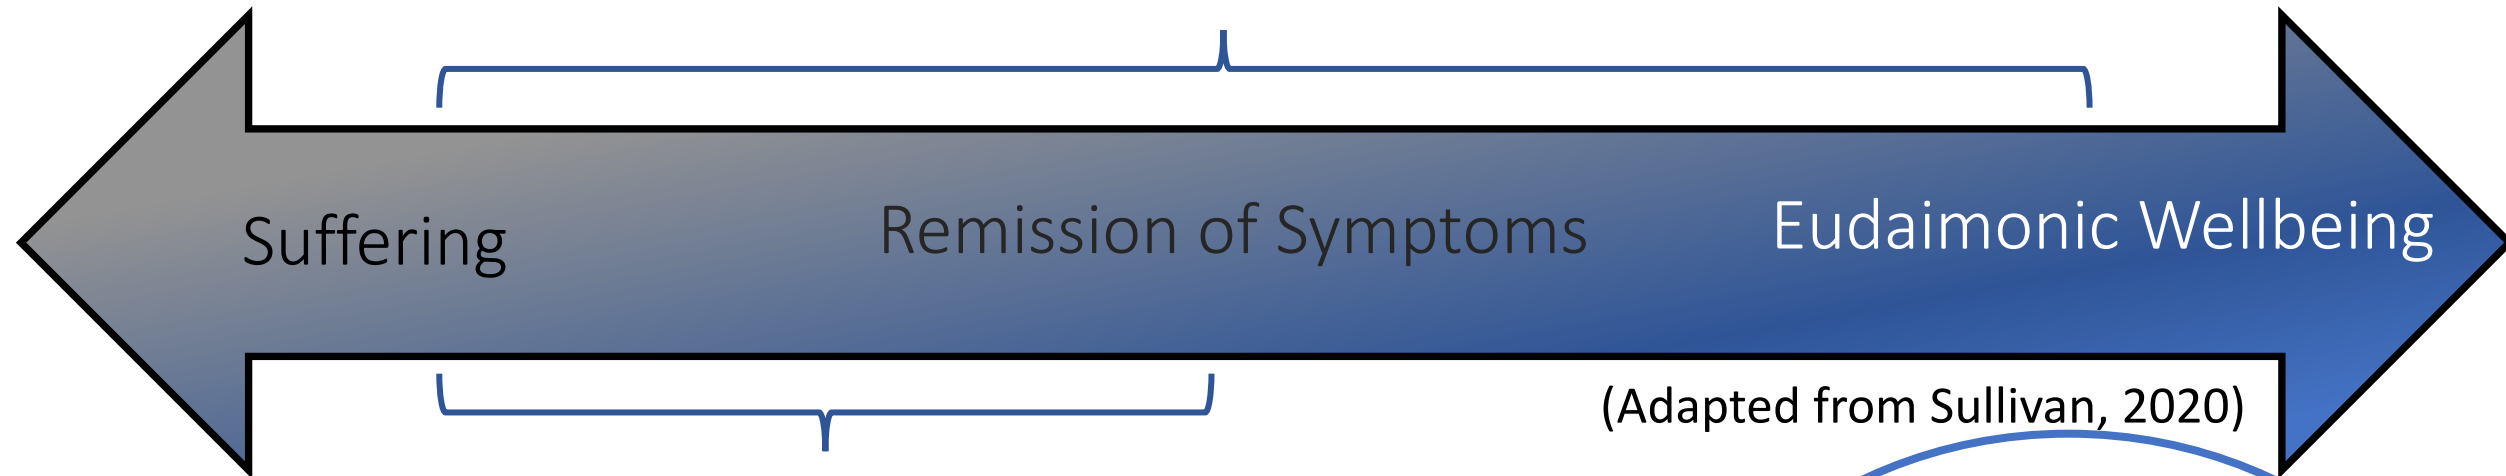 Suffering
Remission of Symptoms
Eudaimonic Wellbeing
(Adapted from Sullivan, 2020)